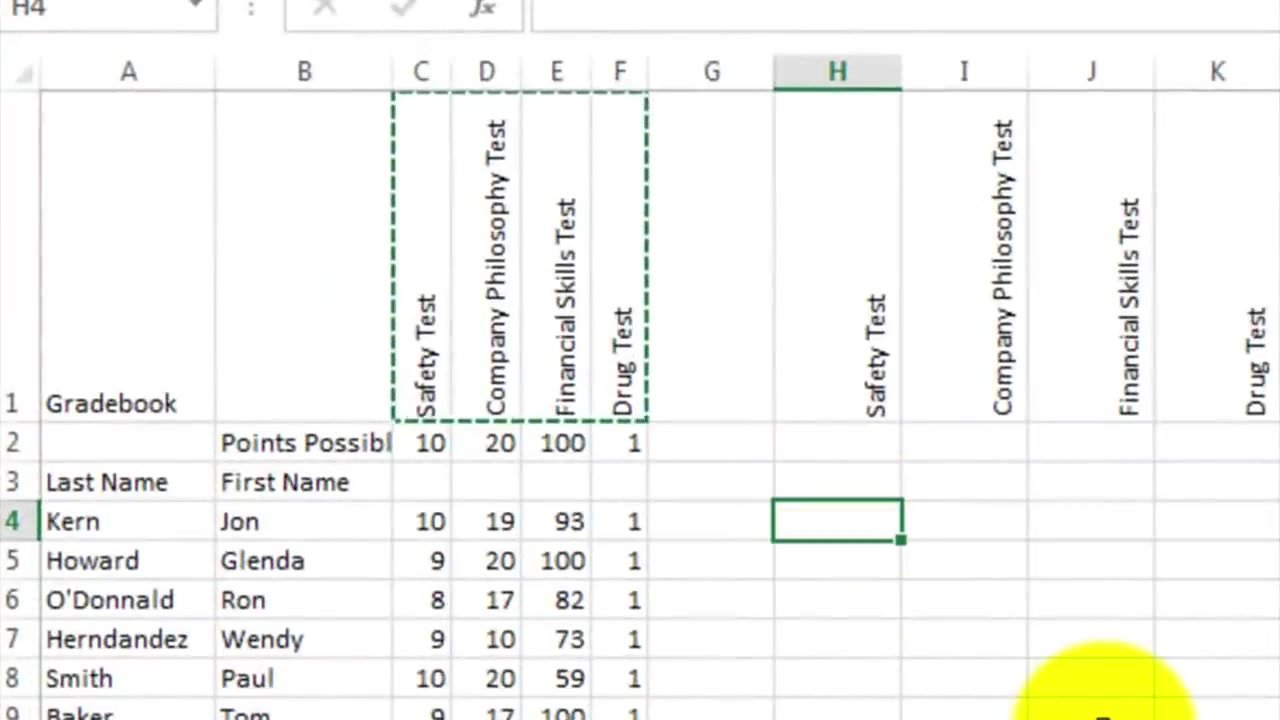 H4 fx
A B C D E F G H I J K
1 Gradebook Safety Test Company Philosophy Test Financial Skills Test Drug Test Safety Test Company Philosophy Test Financial Skills Test Drug Test
2 Points Possibl 10 20 100 1
3 Last Name First Name
4 Kern Jon 10 19 93 1
5 Howard Glenda 9 20 100 1
6 O'Donnald Ron 8 17 82 1
7 Herndandez Wendy 9 10 73 1
8 Smith Paul 10 20 59 1
9 Baker Tom 9 17 100 1